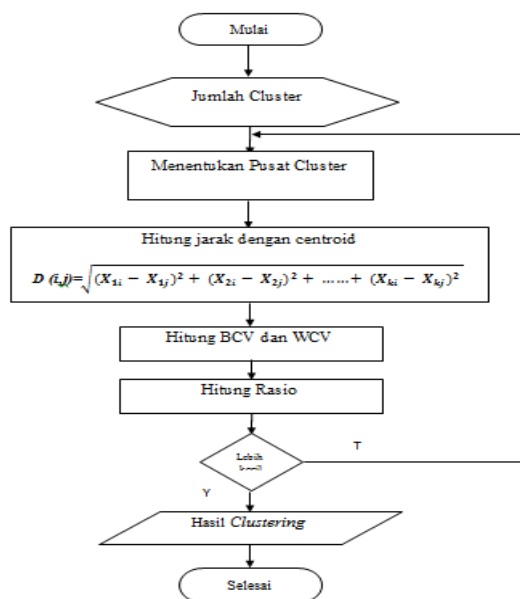 Mulai
Jumlah Cluster
Menentukan Pusat Cluster
Hitung jarak dengan centroid
D (i,j)=√(X₁ᵢ − X₁ⱼ)² + (X₂ᵢ − X₂ⱼ)² + ......+ (Xₖᵢ − Xₖⱼ)²
Hitung BCV dan WCV
Hitung Rasio
Lebih
T
Y
Hasil Clustering
Selesai